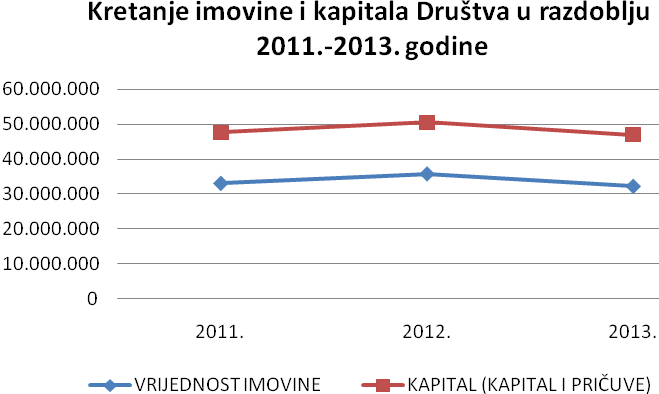 Kretanje imovine i kapitala Društva u razdoblju
2011.-2013. godine
60.000.000
50.000.000
40.000.000
30.000.000
20.000.000
10.000.000
0
2011.
2012.
2013.
VRIJEDNOST IMOVINE
KAPITAL (KAPITAL I PRIČUVE)